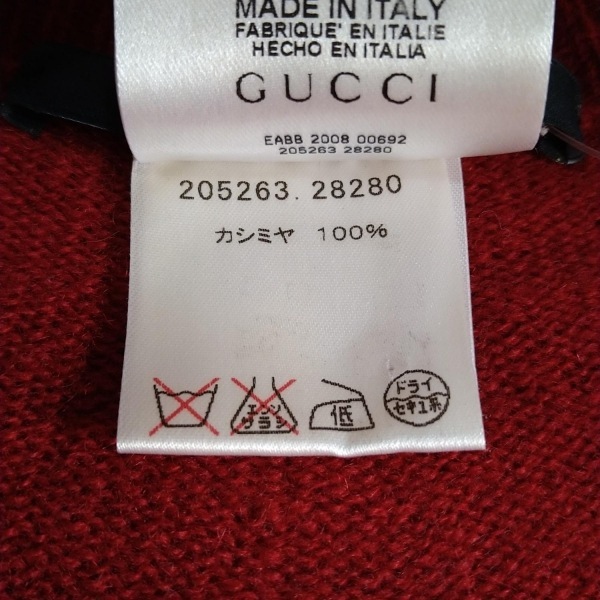 MADE IN ITALY
FABRIQUE' EN ITALIE
HECHO EN ITALIA
GUCCI
EABB 2008 00692
205263 28280
205263. 28280
カシミヤ 100%
エンソ
サラシ
低
ドライ
セキユ系